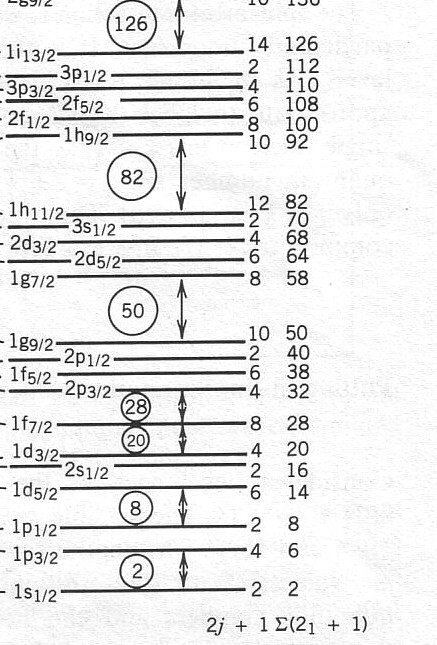 2g9/2 10 136
126
1i13/2 14 126
3p1/2 2 112
3p3/2 4 110
2f5/2 6 108
2f1/2 8 100
1h9/2 10 92
82
1h11/2 12 82
3s1/2 2 70
2d3/2 4 68
2d5/2 6 64
1g7/2 8 58
50
1g9/2 10 50
2p1/2 2 40
1f5/2 6 38
2p3/2 4 32
28
1f7/2 8 28
20
1d3/2 4 20
2s1/2 2 16
1d5/2 6 14
8
1p1/2 2 8
1p3/2 4 6
2
1s1/2 2 2
2j + 1 Σ(21 + 1)